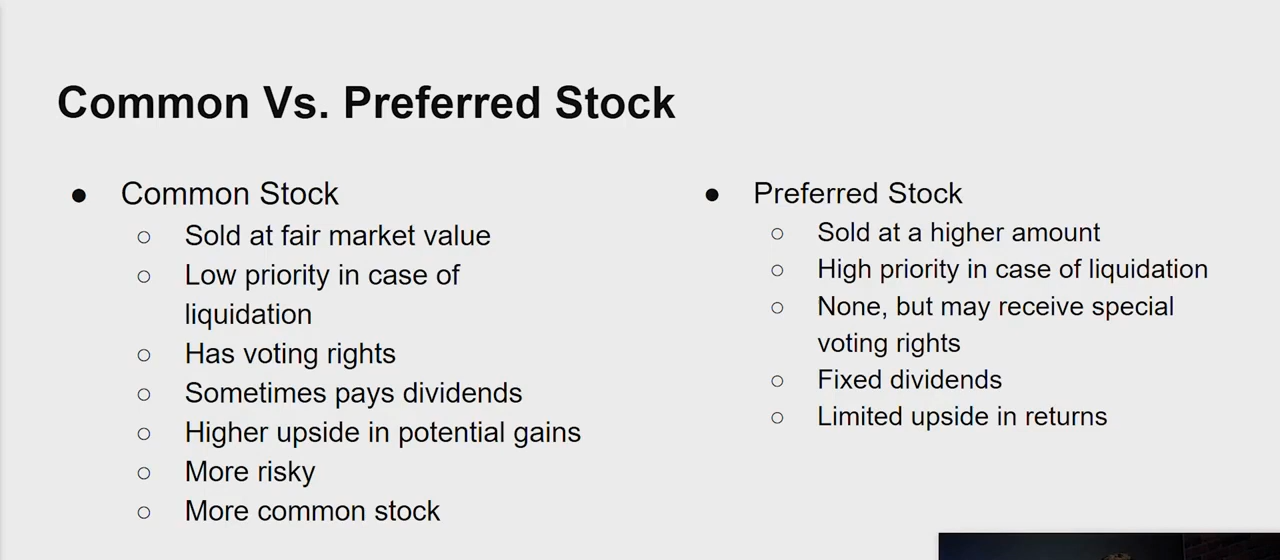 Common Vs. Preferred Stock
● Common Stock
○ Sold at fair market value
○ Low priority in case of
liquidation
○ Has voting rights
○ Sometimes pays dividends
○ Higher upside in potential gains
○ More risky
○ More common stock
● Preferred Stock
○ Sold at a higher amount
○ High priority in case of liquidation
○ None, but may receive special
voting rights
○ Fixed dividends
○ Limited upside in returns